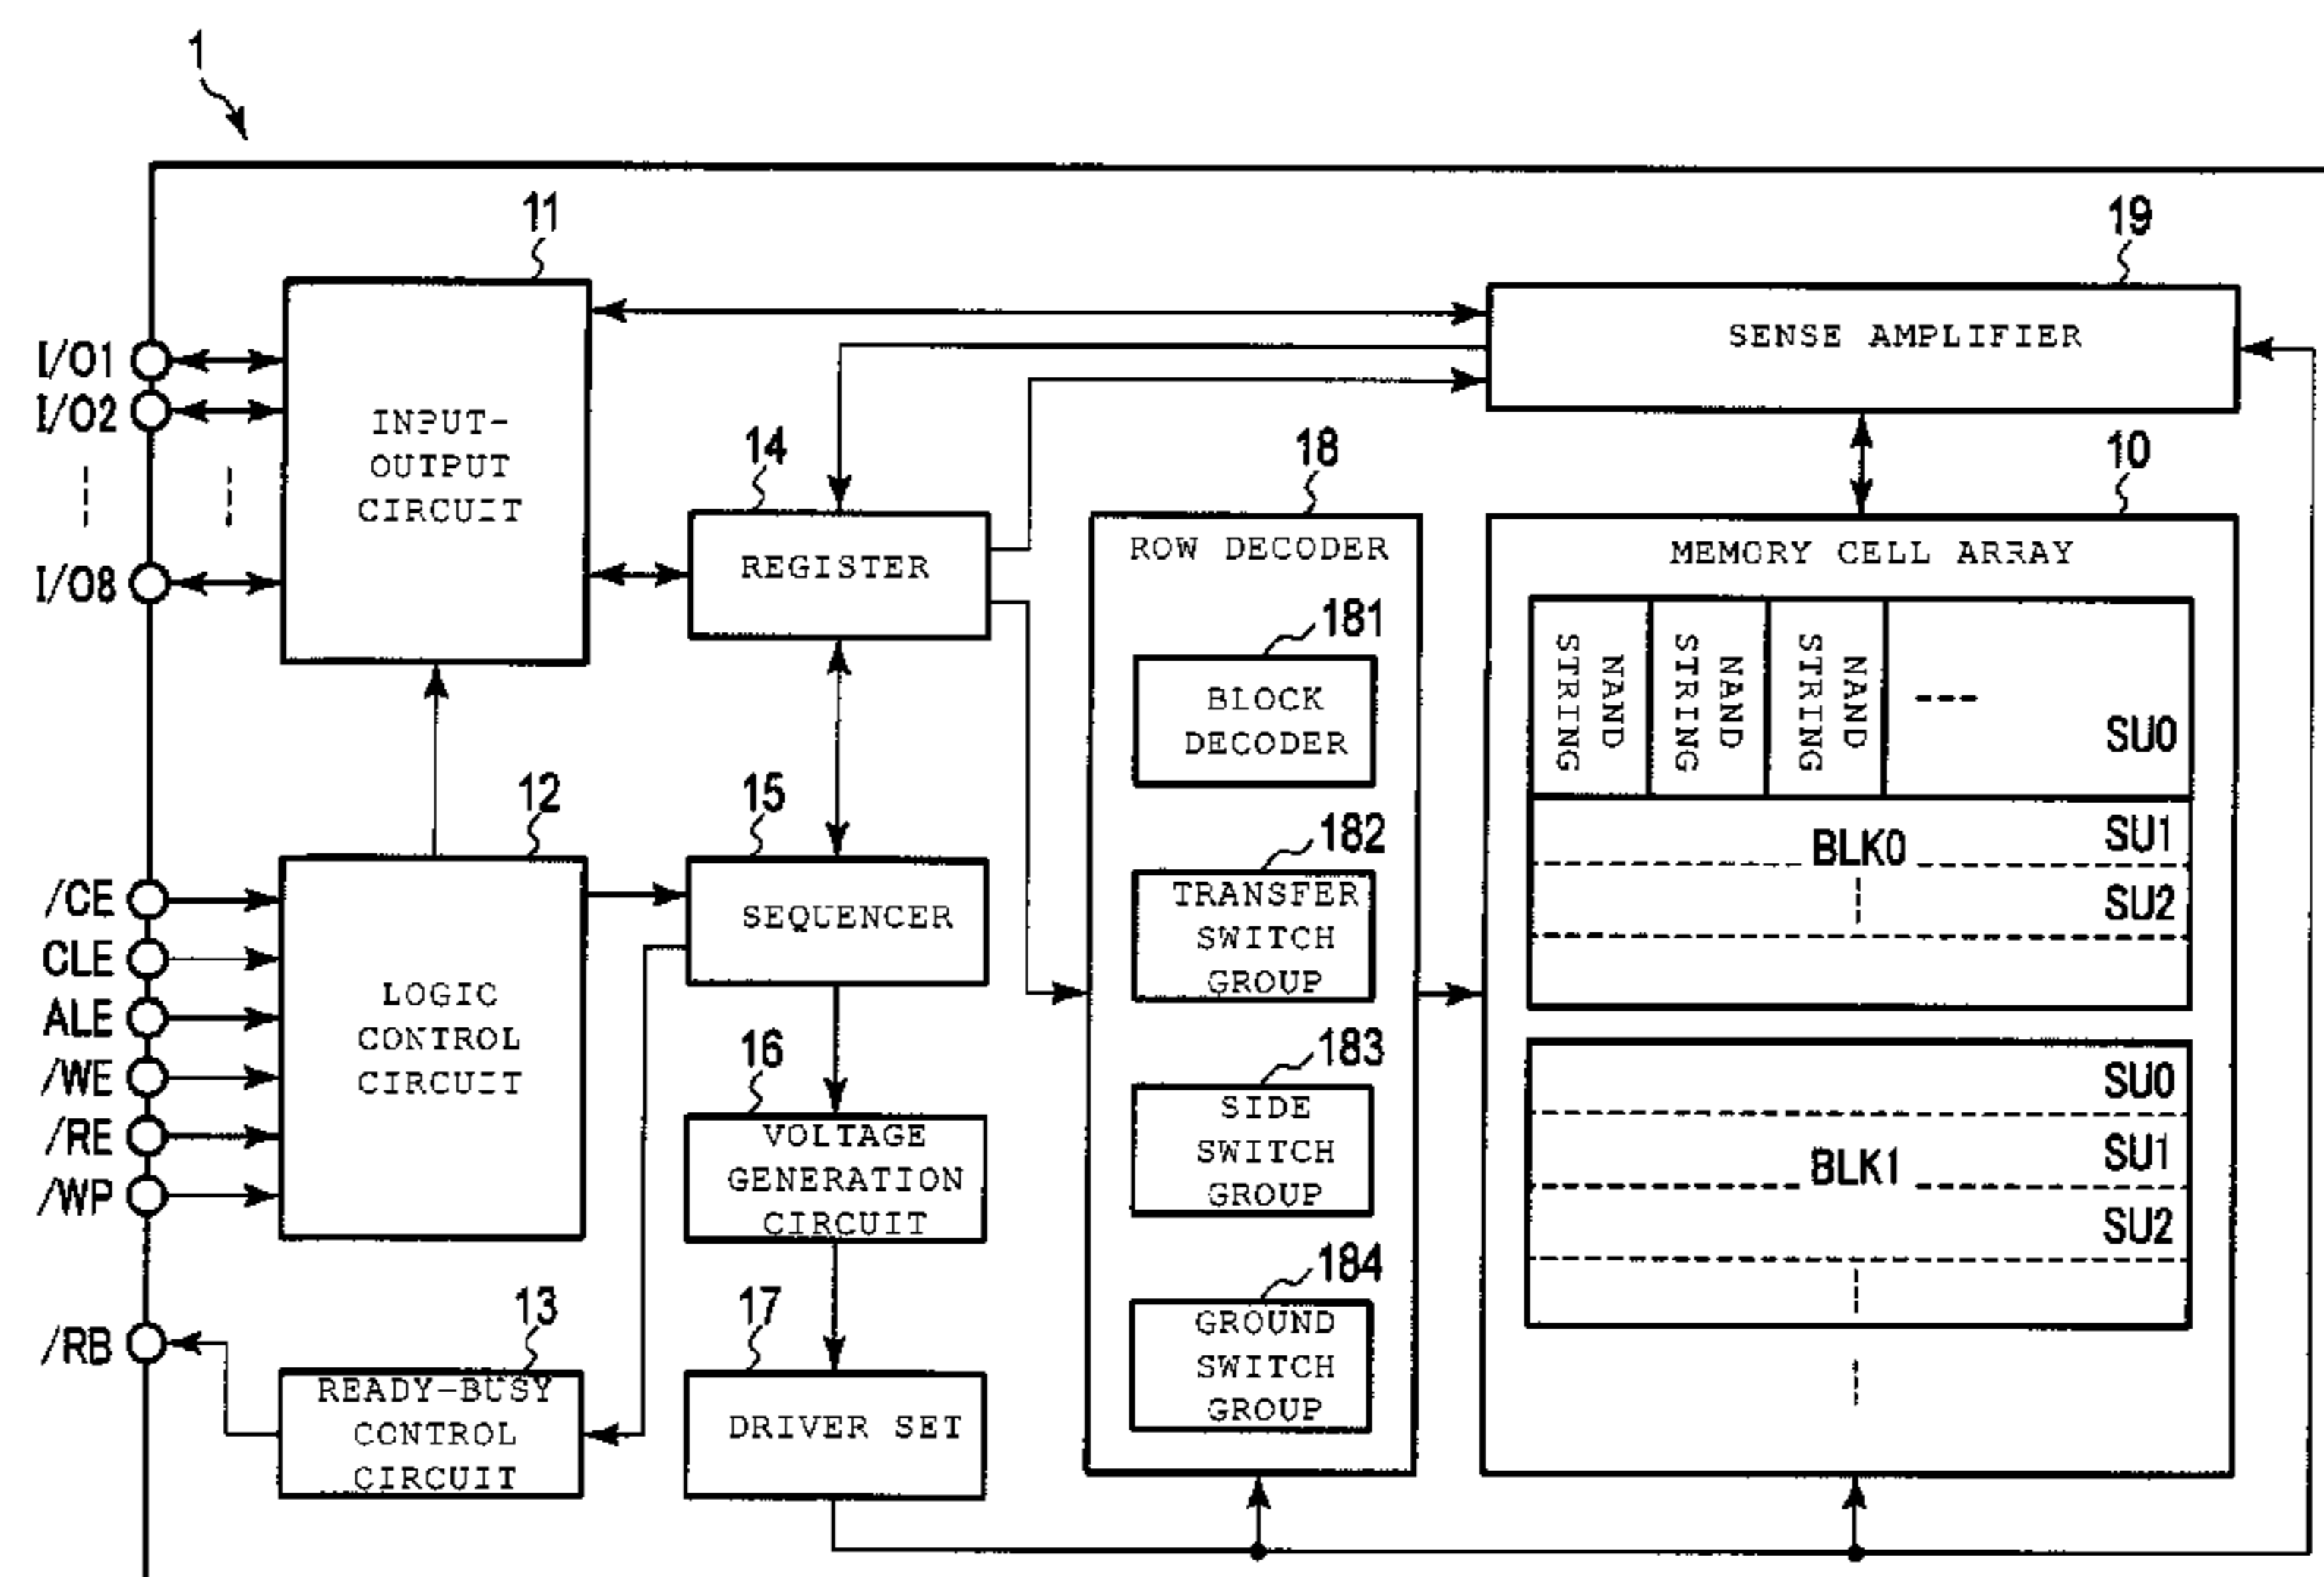 1
11
19
I/O1
I/O2
I/O8
INPUT-
OUTPUT
CIRCUIT
SENSE AMPLIFIER
14
REGISTER
18
ROW DECODER
10
MEMORY CELL ARRAY
181
BLOCK
DECODER
182
TRANSFER
SWITCH
GROUP
183
SIDE
SWITCH
GROUP
184
GROUND
SWITCH
GROUP
NAND
STRING
NAND
STRING
NAND
STRING
SU0
BLK0
SU1
SU2
SU0
BLK1
SU1
SU2
12
/CE
CLE
ALE
/WE
/RE
/WP
LOGIC
CONTROL
CIRCUIT
15
SEQUENCER
16
VOLTAGE
GENERATION
CIRCUIT
/RB
13
READY-BUSY
CONTROL
CIRCUIT
17
DRIVER SET